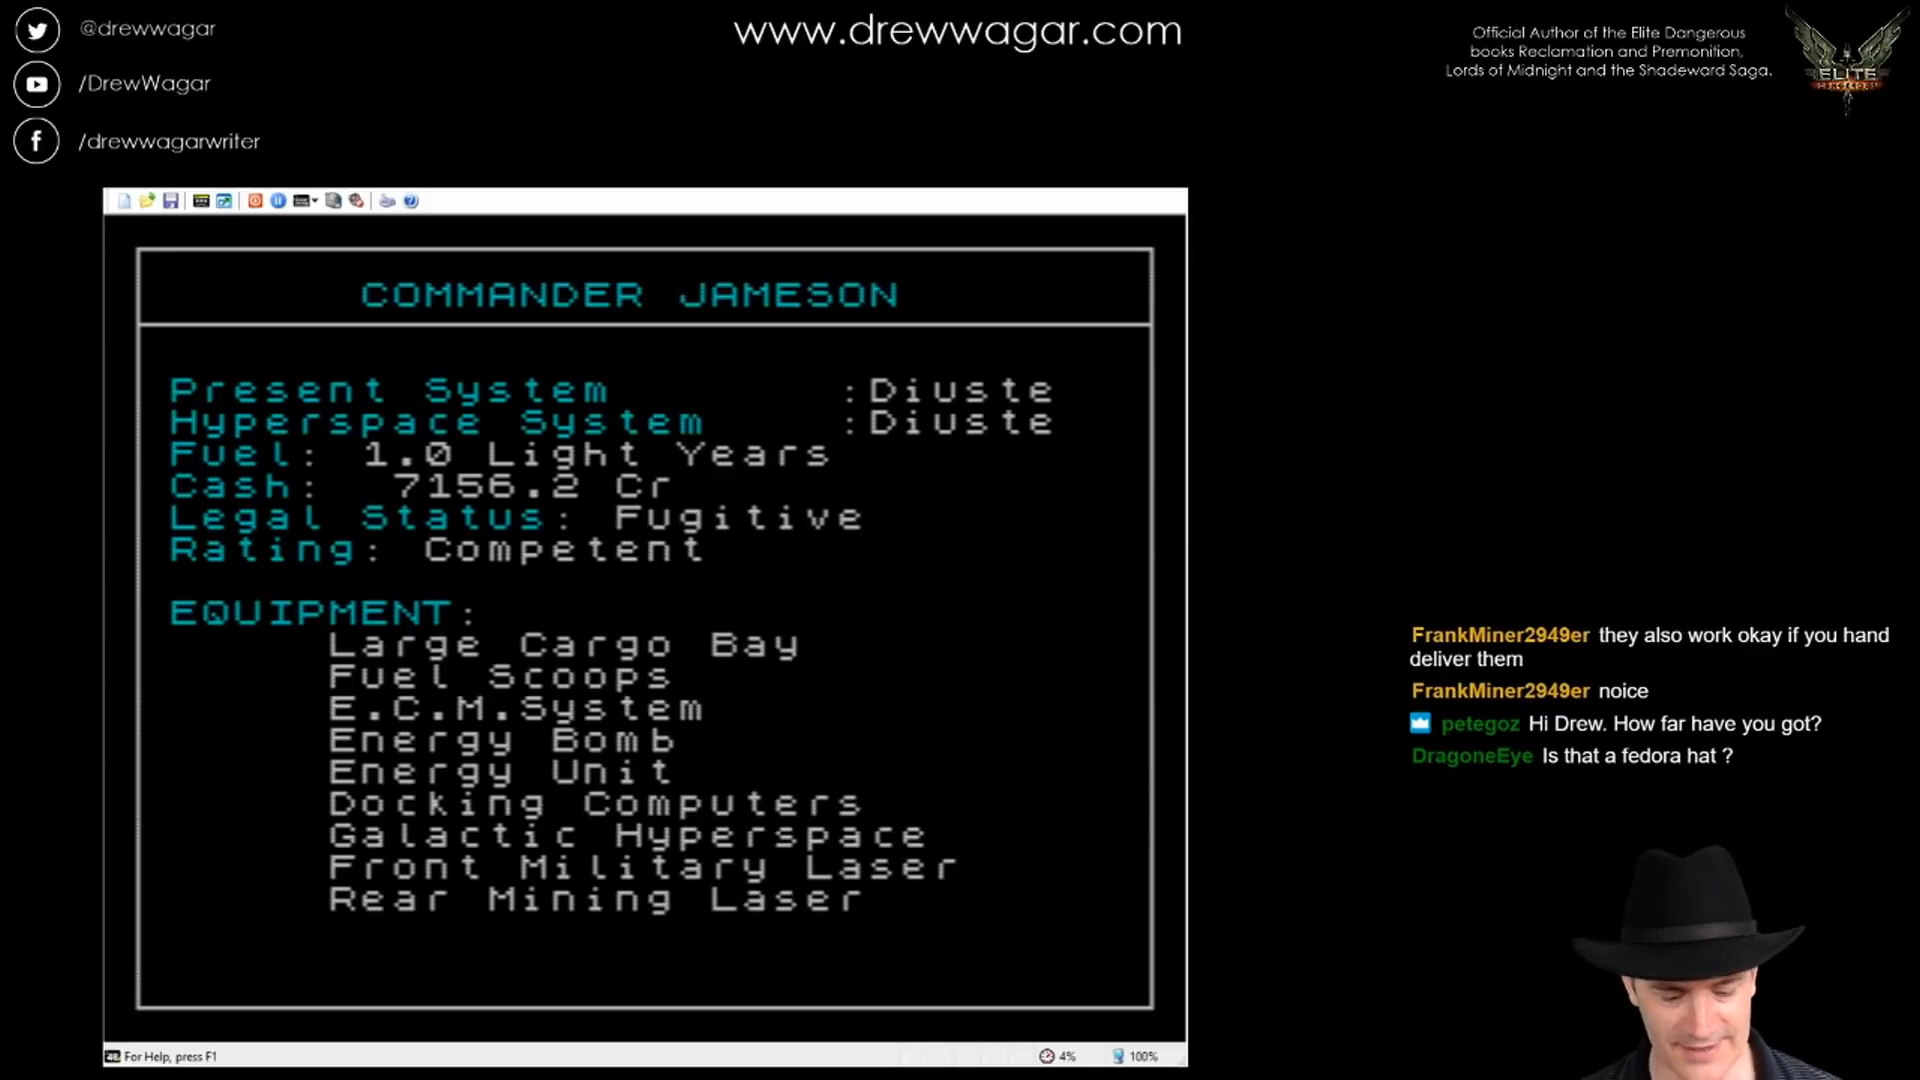 @drewwagar
/DrewWagar
/drewwagarwriter
www.drewwagar.com
Official Author of the Elite Dangerous
books Reclamation and Premonition,
Lords of Midnight and the Shadeward Saga.
ELITE
DANGEROUS
COMMANDER JAMESON
Present System :Diuste
Hyperspace System :Diuste
Fuel: 1.0 Light Years
Cash: 7156.2 Cr
Legal Status: Fugitive
Rating: Competent
EQUIPMENT:
Large Cargo Bay
Fuel Scoops
E.C.M.System
Energy Bomb
Energy Unit
Docking Computers
Galactic Hyperspace
Front Military Laser
Rear Mining Laser
For Help, press F1
4%
100%
FrankMiner2949er they also work okay if you hand
deliver them
FrankMiner2949er noice
petegoz Hi Drew. How far have you got?
DragoneEye Is that a fedora hat ?